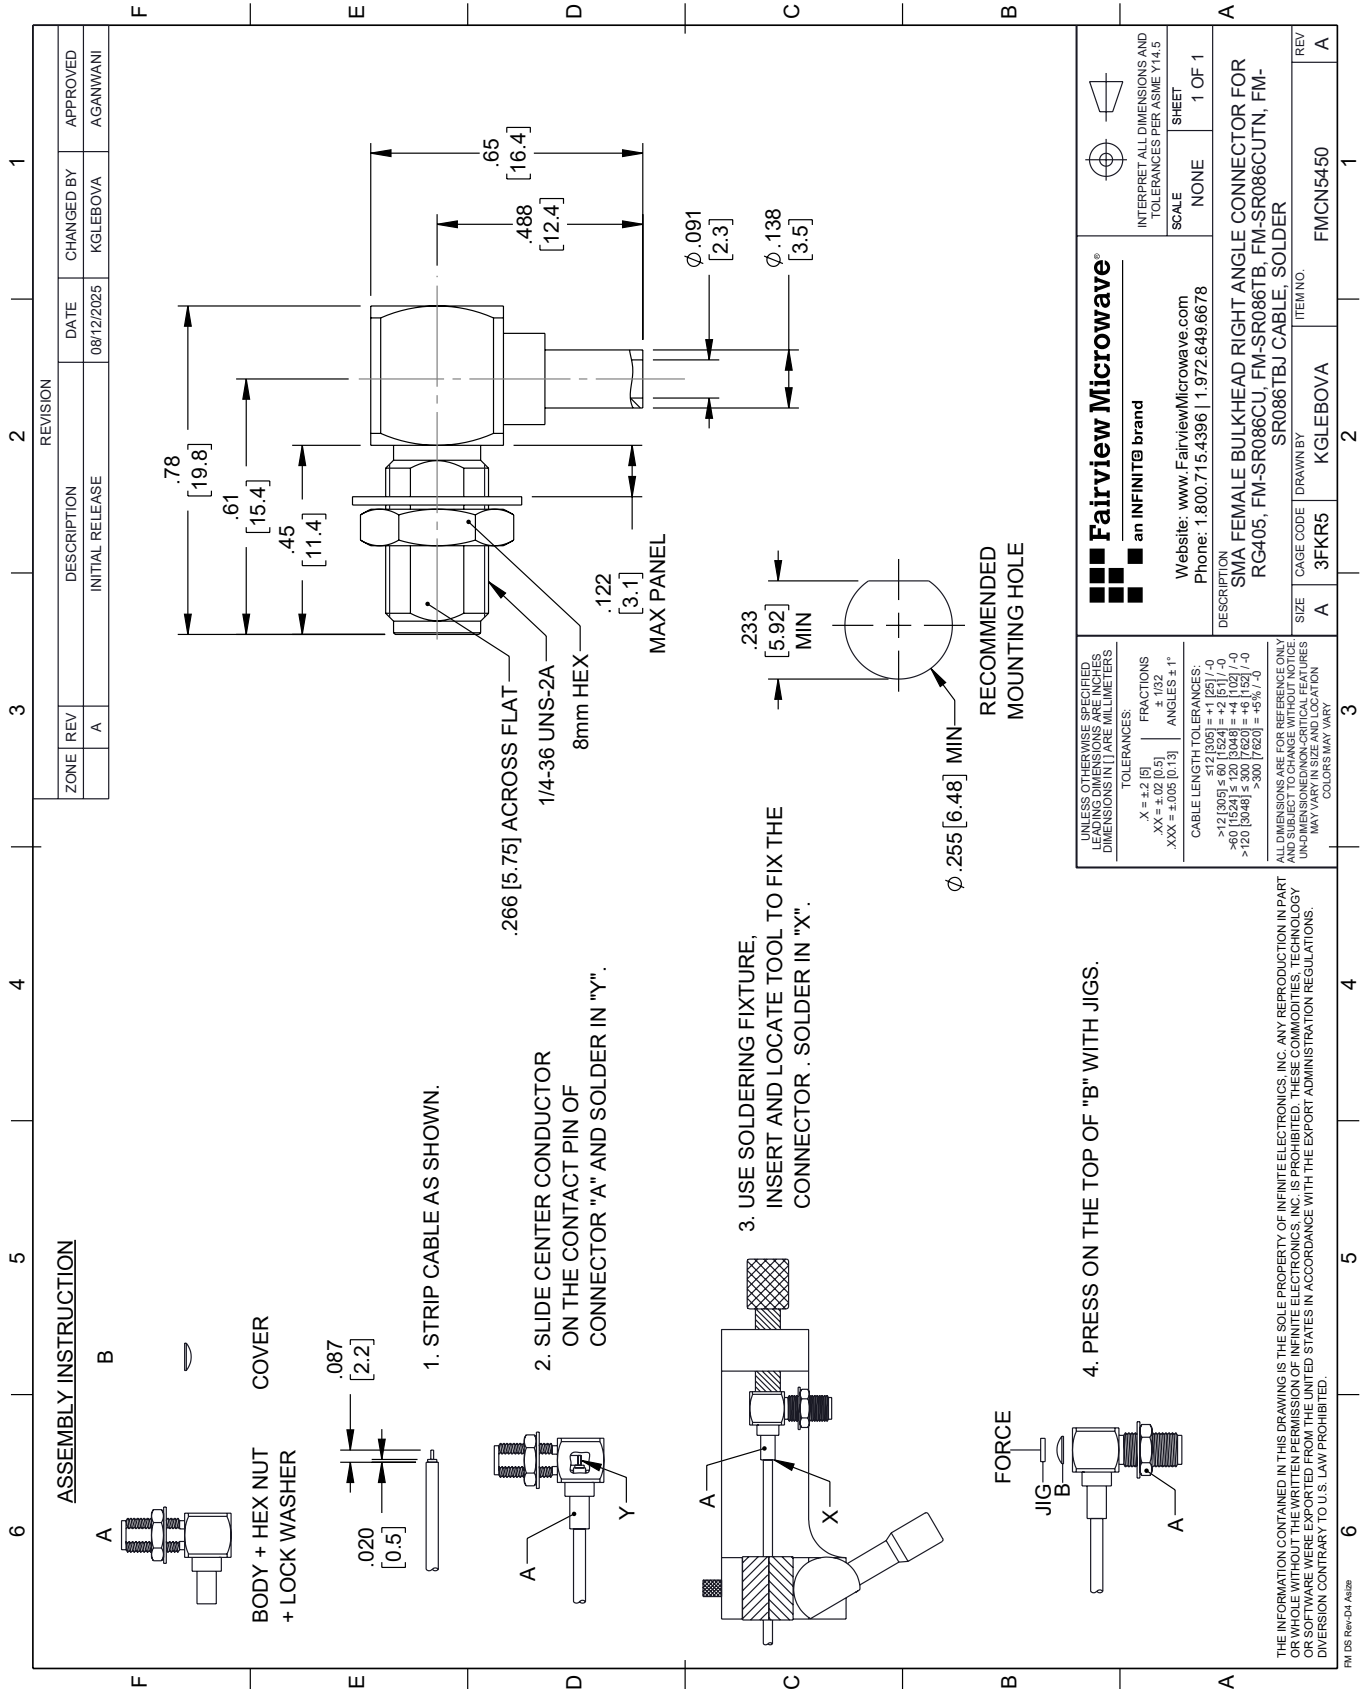 6
5
4
3
2
1
F
E
D
C
B
A
REVISION
ZONE REV DESCRIPTION DATE CHANGED BY APPROVED
A INITIAL RELEASE 08/12/2025 KGLEBOVA AGANWANI
ASSEMBLY INSTRUCTION
A
B
BODY + HEX NUT
+ LOCK WASHER
COVER
.087
[2.2]
.020
[0.5]
1. STRIP CABLE AS SHOWN.
A
Y
2. SLIDE CENTER CONDUCTOR
ON THE CONTACT PIN OF
CONNECTOR "A" AND SOLDER IN "Y".
A
X
3. USE SOLDERING FIXTURE,
INSERT AND LOCATE TOOL TO FIX THE
CONNECTOR . SOLDER IN "X".
FORCE
JIG
B
A
4. PRESS ON THE TOP OF "B" WITH JIGS.
.78
[19.8]
.61
[15.4]
.45
[11.4]
.65
[16.4]
.488
[12.4]
∅ .091
[2.3]
∅ .138
[3.5]
.266 [5.75] ACROSS FLAT
1/4-36 UNS-2A
8mm HEX
.122
[3.1]
MAX PANEL
.233
[5.92]
MIN
∅ .255 [6.48] MIN
RECOMMENDED
MOUNTING HOLE
THE INFORMATION CONTAINED IN THIS DRAWING IS THE SOLE PROPERTY OF INFINITE ELECTRONICS, INC. ANY REPRODUCTION IN PART
OR WHOLE WITHOUT THE WRITTEN PERMISSION OF INFINITE ELECTRONICS, INC. IS PROHIBITED. THESE COMMODITIES, TECHNOLOGY
OR SOFTWARE WERE EXPORTED FROM THE UNITED STATES IN ACCORDANCE WITH THE EXPORT ADMINISTRATION REGULATIONS.
DIVERSION CONTRARY TO U.S. LAW PROHIBITED.
UNLESS OTHERWISE SPECIFIED
LEADING DIMENSIONS ARE INCHES
DIMENSIONS IN [ ] ARE MILLIMETERS
TOLERANCES:
.X = ±.2 [5] FRACTIONS
.XX = ±.02 [0.5] ± 1/32
.XXX = ±.005 [0.13] ANGLES ± 1°
CABLE LENGTH TOLERANCES:
≤12 [305] = +1 [25] / -0
>12 [305] ≤ 60 [1524] = +2 [51] / -0
>60 [1524] ≤ 120 [3048] = +4 [102] / -0
>120 [3048] ≤ 300 [7620] = +6 [152] / -0
>300 [7620] = +5% / -0
ALL DIMENSIONS ARE FOR REFERENCE ONLY
AND SUBJECT TO CHANGE WITHOUT NOTICE.
UN-DIMENSIONED/NON-CRITICAL FEATURES
MAY VARY IN SIZE AND LOCATION
COLORS MAY VARY
Fairview Microwave®
an INFINIT@ brand
Website: www.FairviewMicrowave.com
Phone: 1.800.715.4396 | 1.972.649.6678
INTERPRET ALL DIMENSIONS AND
TOLERANCES PER ASME Y14.5
SCALE
NONE
SHEET
1 OF 1
DESCRIPTION
SMA FEMALE BULKHEAD RIGHT ANGLE CONNECTOR FOR
RG405, FM-SR086CU, FM-SR086TB, FM-SR086CUTN, FM-
SR086TBJ CABLE, SOLDER
SIZE
A
CAGE CODE
3FKR5
DRAWN BY
KGLEBOVA
ITEM NO.
FMCN5450
REV
A
F
E
D
C
B
A
6
5
4
3
2
1
FM DS Rev-D4 Asize